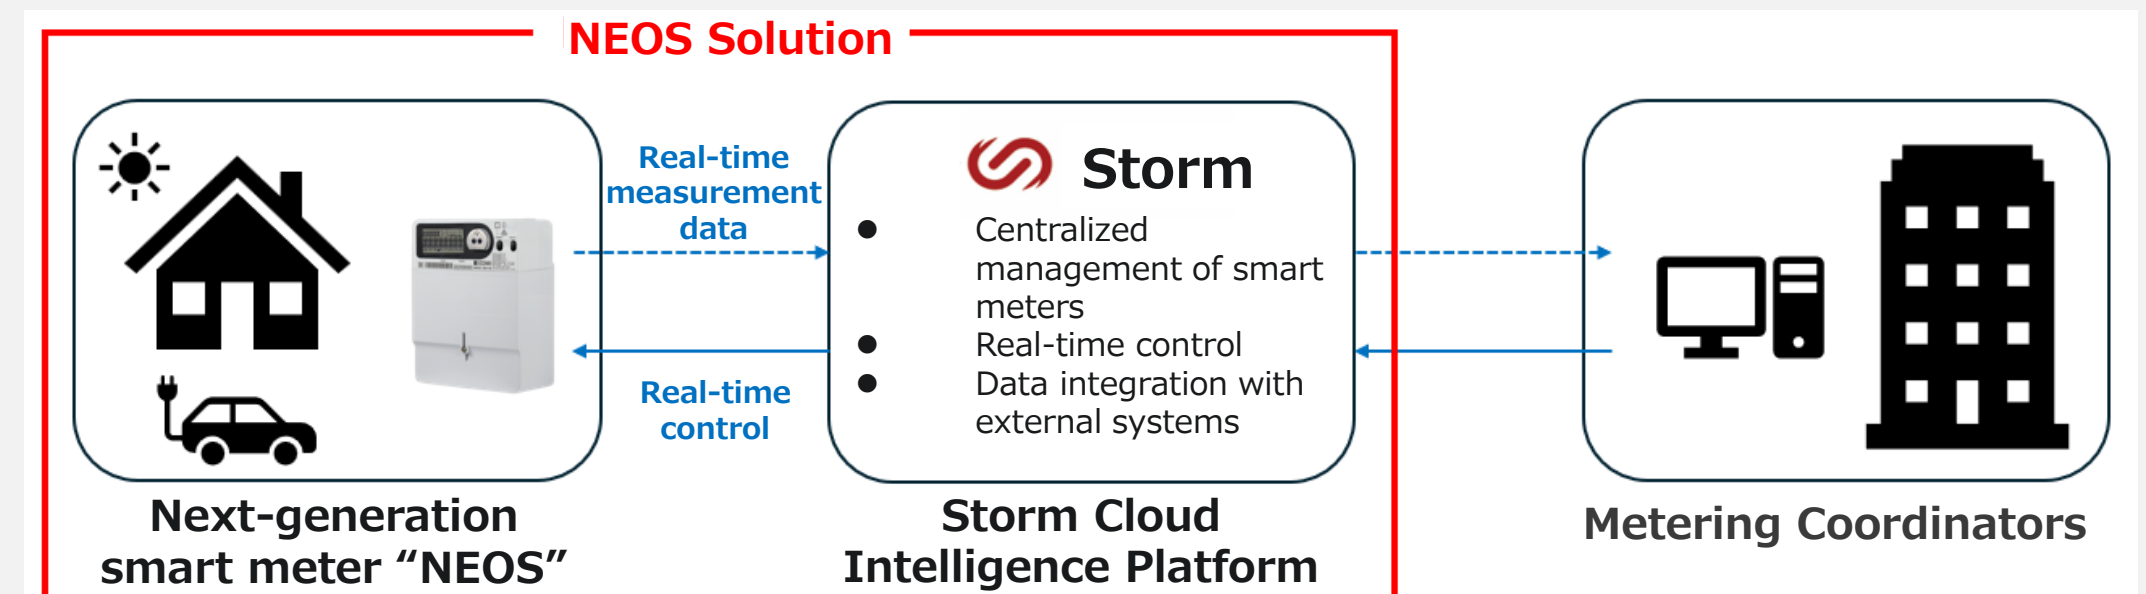 NEOS Solution
Real-time
measurement
data
Real-time
control
Storm
● Centralized
management of smart
meters
● Real-time control
● Data integration with
external systems
Next-generation
smart meter “NEOS”
Storm Cloud
Intelligence Platform
Metering Coordinators